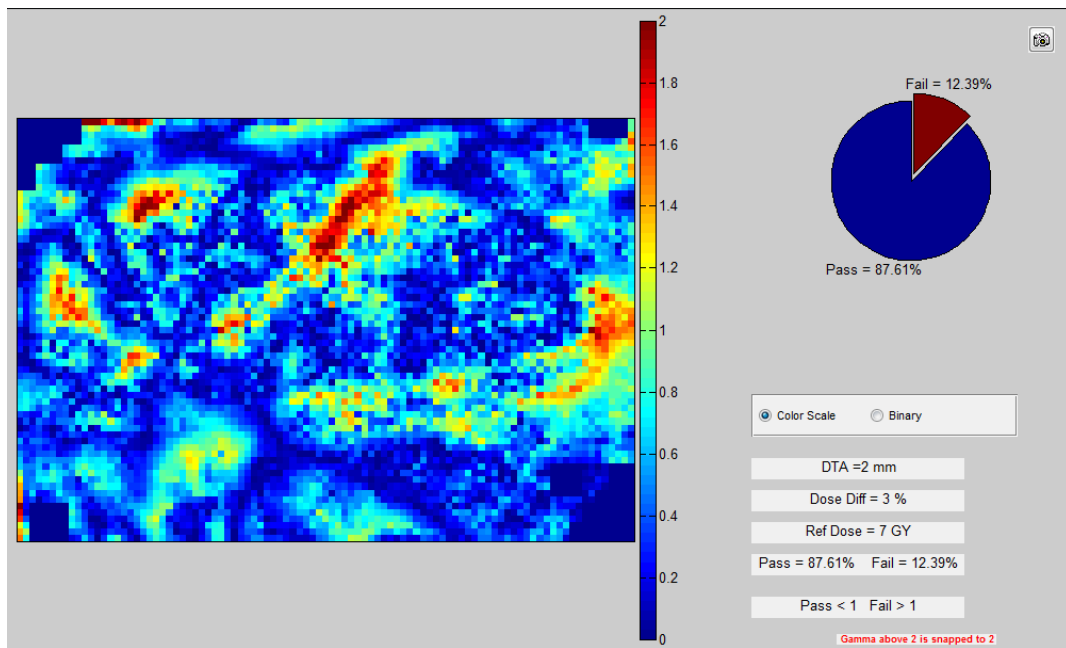 2
1.8
1.6
1.4
1.2
1
0.8
0.6
0.4
0.2
0
Fail = 12.39%
Pass = 87.61%
Color Scale
Binary
DTA =2 mm
Dose Diff = 3 %
Ref Dose = 7 GY
Pass = 87.61% Fail = 12.39%
Pass < 1 Fail > 1
Gamma above 2 is snapped to 2